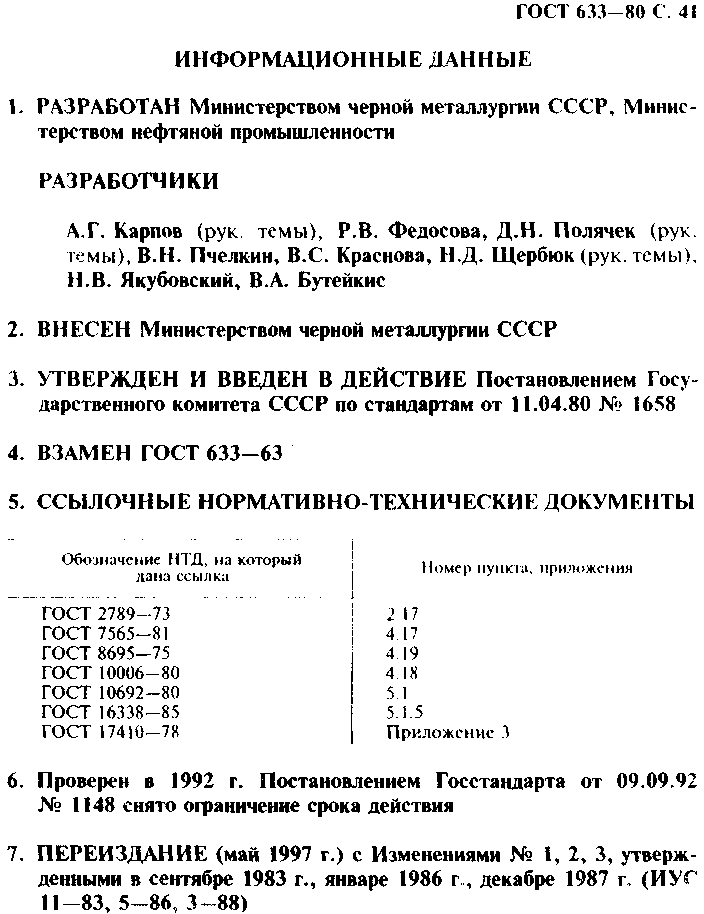 ГОСТ 633—80 С. 41
ИНФОРМАЦИОННЫЕ ДАННЫЕ
1. РАЗРАБОТАН Министерством черной металлургии СССР, Минис-
терством нефтяной промышленности
РАЗРАБОТЧИКИ
А.Г. Карпов (рук. темы), Р.В. Федосова, Д.Н. Полячек (рук.
темы), В.Н. Пчелкин, В.С. Краснова, Н.Д. Щербюк (рук. темы),
Н.В. Якубовский, В.А. Бутейкис
2. ВНЕСЕН Министерством черной металлургии СССР
3. УТВЕРЖДЕН И ВВЕДЕН В ДЕЙСТВИЕ Постановлением Госу-
дарственного комитета СССР по стандартам от 11.04.80 № 1658
4. ВЗАМЕН ГОСТ 633—63
5. ССЫЛОЧНЫЕ НОРМАТИВНО-ТЕХНИЧЕСКИЕ ДОКУМЕНТЫ
Обозначение НТД, на который
дана ссылка
Номер пункта, приложения
ГОСТ 2789—73 2.17
ГОСТ 7565—81 4.17
ГОСТ 8695—75 4.19
ГОСТ 10006—80 4.18
ГОСТ 10692—80 5.1
ГОСТ 16338—85 5.1.5
ГОСТ 17410—78 Приложение 3
6. Проверен в 1992 г. Постановлением Госстандарта от 09.09.92
№ 1148 снято ограничение срока действия
7. ПЕРЕИЗДАНИЕ (май 1997 г.) с Изменениями № 1, 2, 3, утверж-
денными в сентябре 1983 г., январе 1986 г., декабре 1987 г. (ИУС
11—83, 5—86, 3—88)